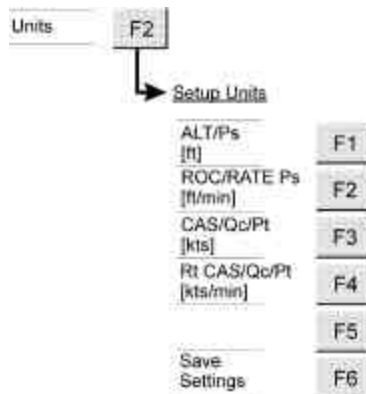 Units F2
Setup Units
ALT/Ps
[ft] F1
ROC/RATE Ps
[ft/min] F2
CAS/Qc/Pt
[kts] F3
Rt CAS/Qc/Pt
[kts/min] F4
F5
Save
Settings F6